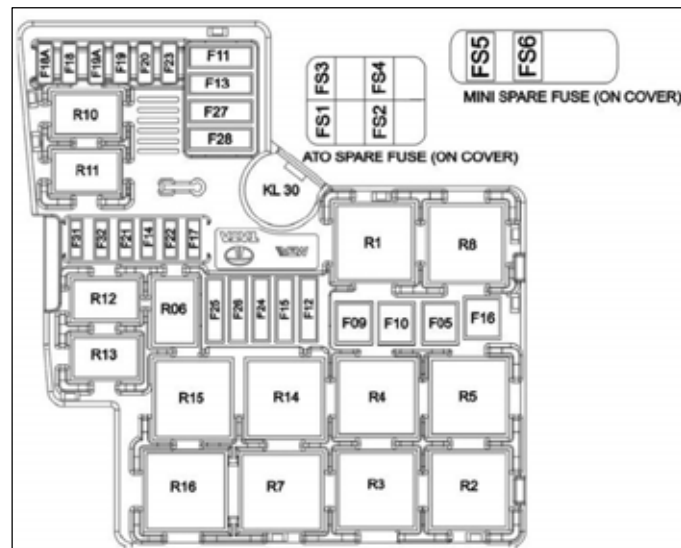 F18A F18 F19A F19 F20 F23
F11
F13
F27
F28
R10
R11
FS3 FS4
FS1 FS2
ATO SPARE FUSE (ON COVER)
FS5 FS6
MINI SPARE FUSE (ON COVER)
KL 30
F31 F32 F21 F14 F22 F17
R1 R8
R12 R06
R13
F25 F26 F24 F15 F12
F09 F10 F05 F16
R15 R14 R4 R5
R16 R7 R3 R2